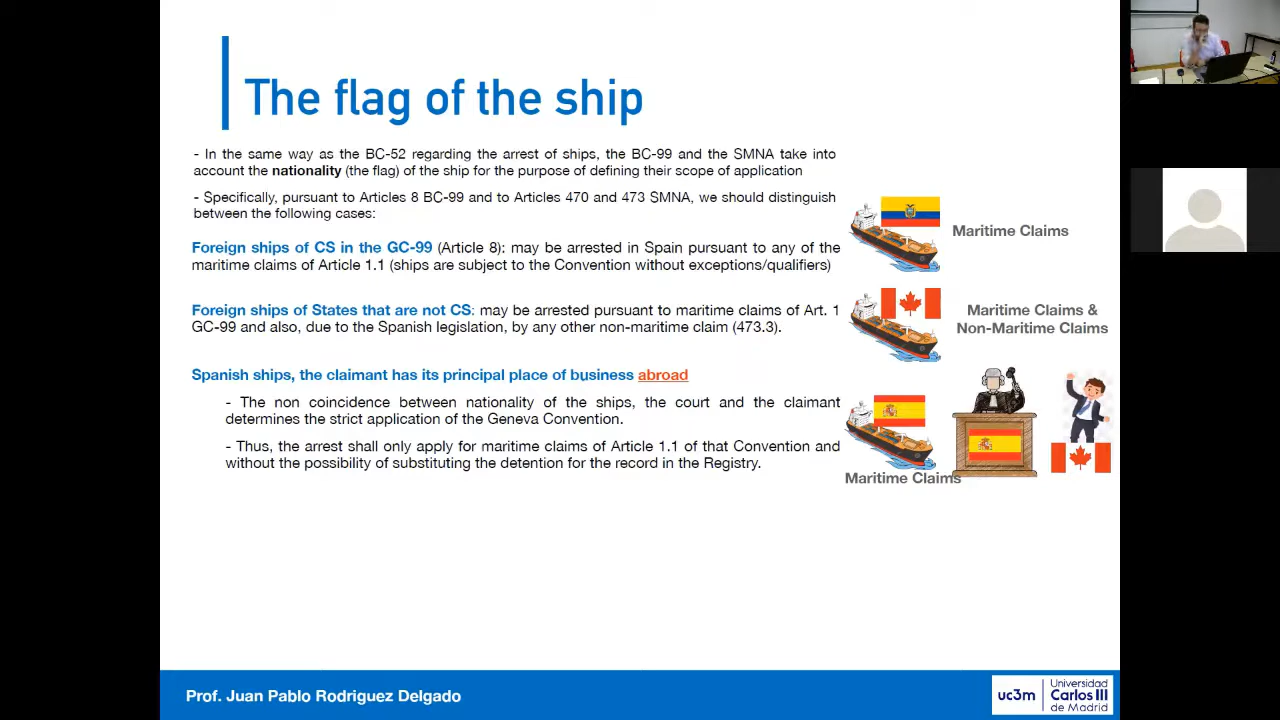 The flag of the ship
- In the same way as the BC-52 regarding the arrest of ships, the BC-99 and the SMNA take into
account the nationality (the flag) of the ship for the purpose of defining their scope of application
- Specifically, pursuant to Articles 8 BC-99 and to Articles 470 and 473 SMNA, we should distinguish
between the following cases:
Foreign ships of CS in the GC-99 (Article 8): may be arrested in Spain pursuant to any of the
maritime claims of Article 1.1 (ships are subject to the Convention without exceptions/qualifiers)
Maritime Claims
Foreign ships of States that are not CS: may be arrested pursuant to maritime claims of Art. 1
GC-99 and also, due to the Spanish legislation, by any other non-maritime claim (473.3).
Maritime Claims &
Non-Maritime Claims
Spanish ships, the claimant has its principal place of business abroad
- The non coincidence between nationality of the ships, the court and the claimant
determines the strict application of the Geneva Convention.
- Thus, the arrest shall only apply for maritime claims of Article 1.1 of that Convention and
without the possibility of substituting the detention for the record in the Registry.
Maritime Claims
Prof. Juan Pablo Rodriguez Delgado
uc3m
Universidad
Carlos III
de Madrid